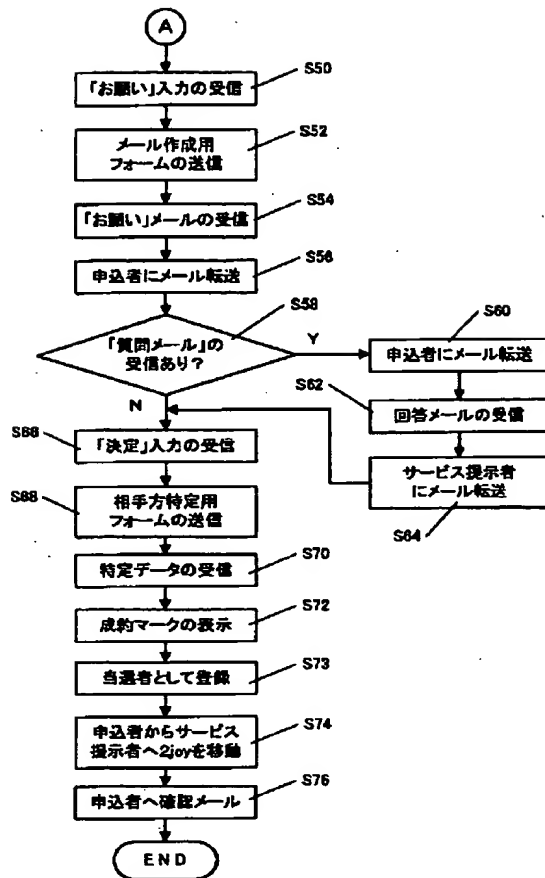 A
S50
「お願い」入力の受信
S52
メール作成用
フォームの送信
S54
「お願い」メールの受信
S56
申込者にメール転送
S58
「質問メール」の
受信あり?
Y
N
S60
申込者にメール転送
S62
回答メールの受信
サービス提示者
にメール転送
S64
S66
「決定」入力の受信
S68
相手方特定用
フォームの送信
S70
特定データの受信
S72
成約マークの表示
S73
当選者として登録
S74
申込者からサービス
提示者へ2joyを移動
S76
申込者へ確認メール
END